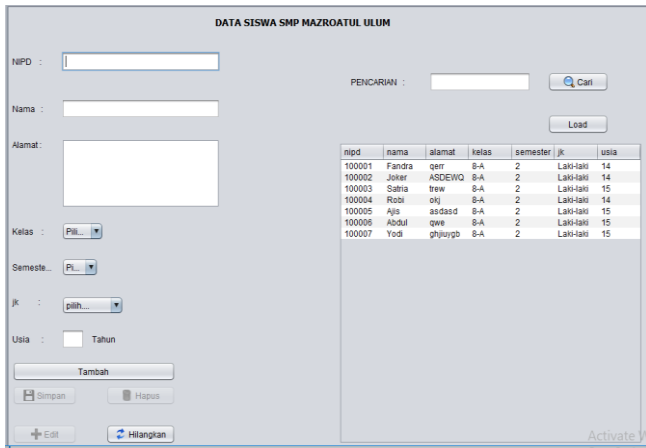 DATA SISWA SMP MAZROATUL ULUM
NIPD :
PENCARIAN :
Cari
Nama :
Load
Alamat :
nipd nama alamat kelas semester jk usia
100001 Fandra qerr 8-A 2 Laki-laki 14
100002 Joker ASDEWQ 8-A 2 Laki-laki 14
100003 Satria trew 8-A 2 Laki-laki 15
100004 Robi okj 8-A 2 Laki-laki 14
100005 Ajis asdasd 8-A 2 Laki-laki 15
100006 Abdul qwe 8-A 2 Laki-laki 15
100007 Yodi ghjiuygb 8-A 2 Laki-laki 15
Kelas : Pili...
Semeste... Pi...
jk : pilih....
Usia : Tahun
Tambah
Simpan Hapus
Edit Hilangkan
Activate W